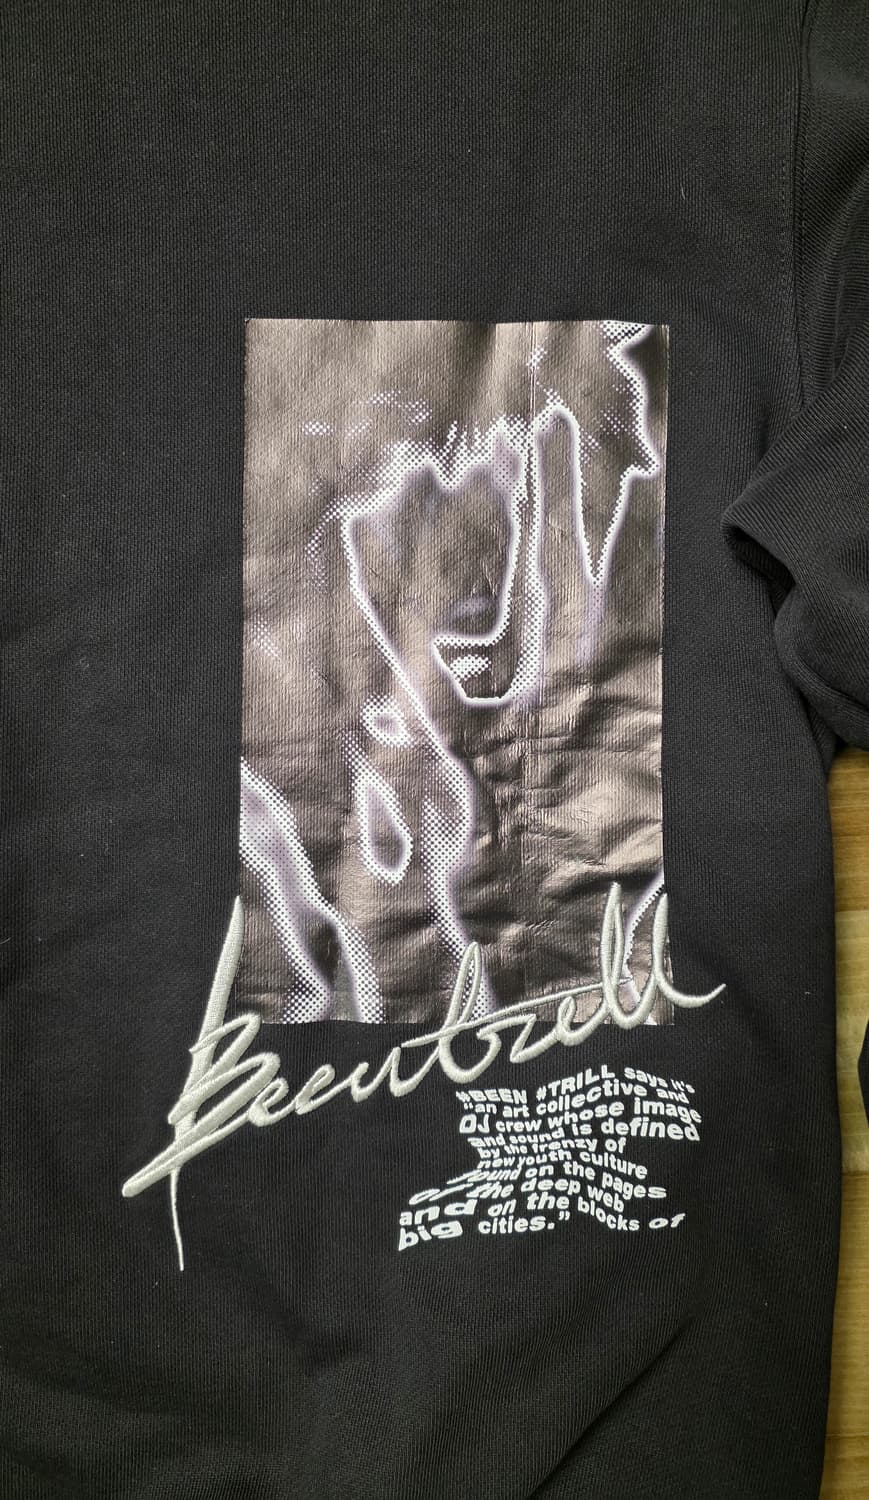 Beentrill
#BEEN #TRILL says it's
"an art collective and
DJ crew whose image
and sound is defined
by the frenzy of
new youth culture
found on the pages
of the deep web
and on the blocks of
big cities."